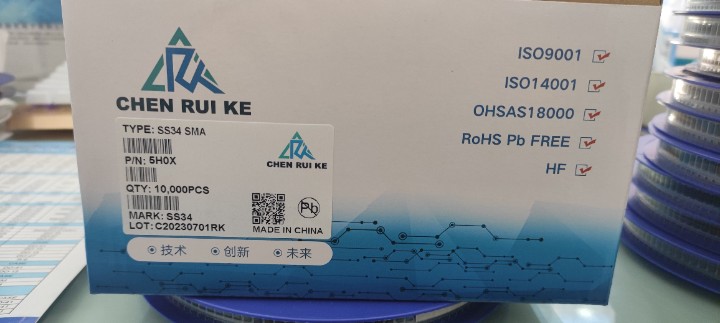 CHEN RUI KE
ISO9001
ISO14001
OHSAS18000
RoHS Pb FREE
HF
TYPE: SS34 SMA
P/N: 5H0X
QTY: 10,000PCS
MARK: SS34
LOT: C20230701RK
CHEN RUI KE
Pb
MADE IN CHINA
技术 创新 未来